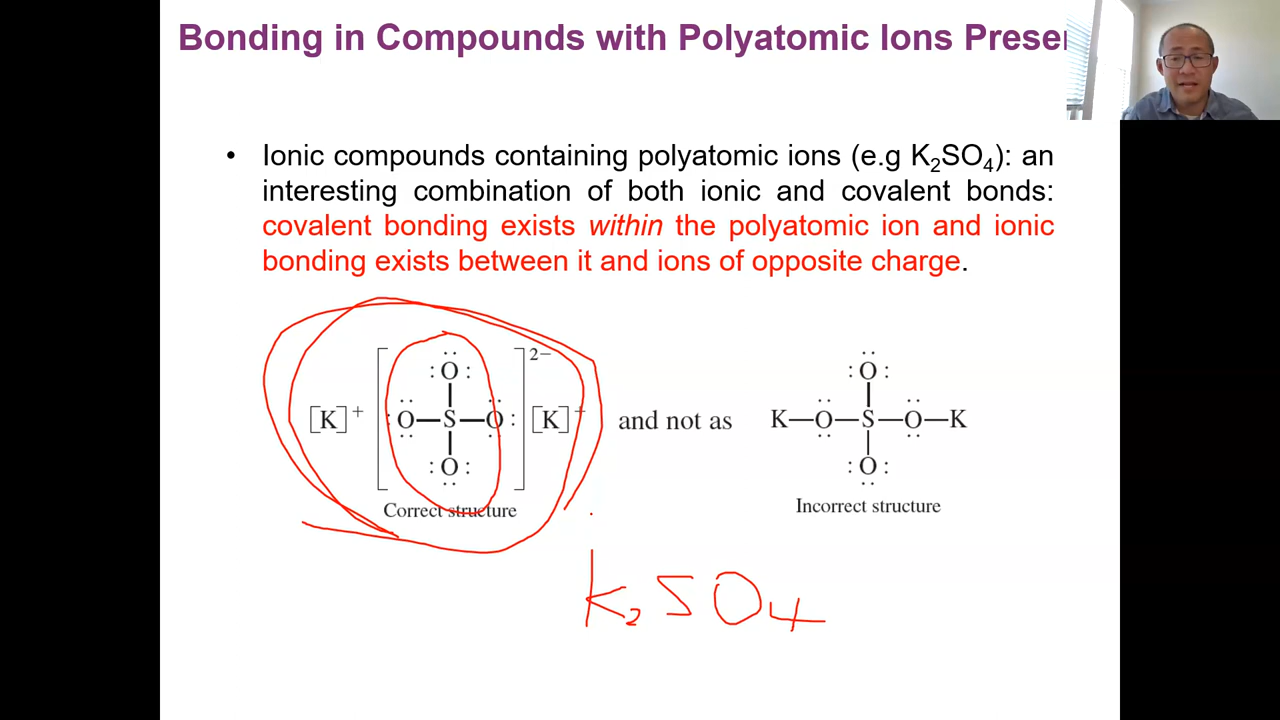 Bonding in Compounds with Polyatomic Ions Presen
• Ionic compounds containing polyatomic ions (e.g K₂SO₄): an
interesting combination of both ionic and covalent bonds:
covalent bonding exists within the polyatomic ion and ionic
bonding exists between it and ions of opposite charge.
2−
:O: :O:
[K]⁺ [:O—S—O:] [K]⁺ and not as K—O—S—O—K
:O: :O:
Correct structure Incorrect structure
K₂SO₄